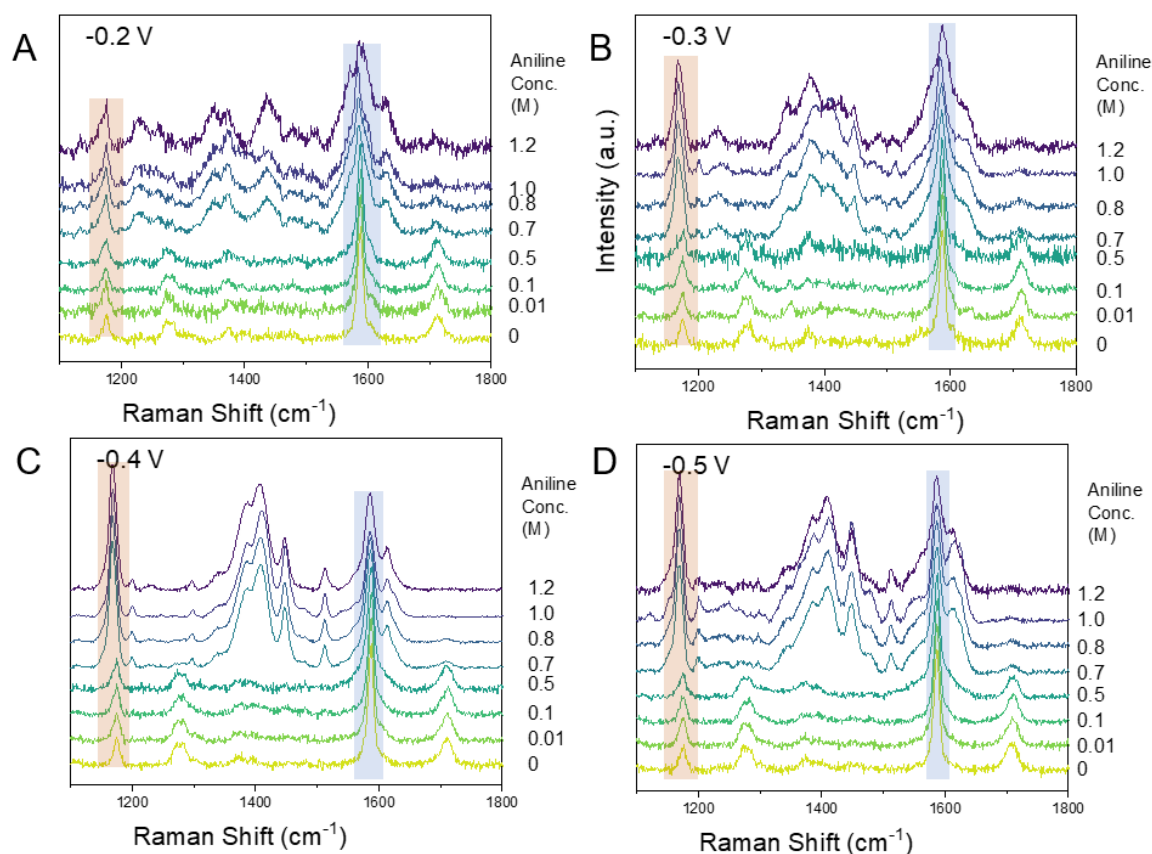 A
-0.2 V
Aniline
Conc.
(M)
1.2
1.0
0.8
0.7
0.5
0.1
0.01
0
1200
1400
1600
1800
Raman Shift (cm⁻¹)
B
-0.3 V
Intensity (a.u.)
Aniline
Conc.
(M)
1.2
1.0
0.8
0.7
0.5
0.1
0.01
0
1200
1400
1600
1800
Raman Shift (cm⁻¹)
C
-0.4 V
Aniline
Conc.
(M)
1.2
1.0
0.8
0.7
0.5
0.1
0.01
0
1200
1400
1600
1800
Raman Shift (cm⁻¹)
D
-0.5 V
Aniline
Conc.
(M)
1.2
1.0
0.8
0.7
0.5
0.1
0.01
0
1200
1400
1600
1800
Raman Shift (cm⁻¹)